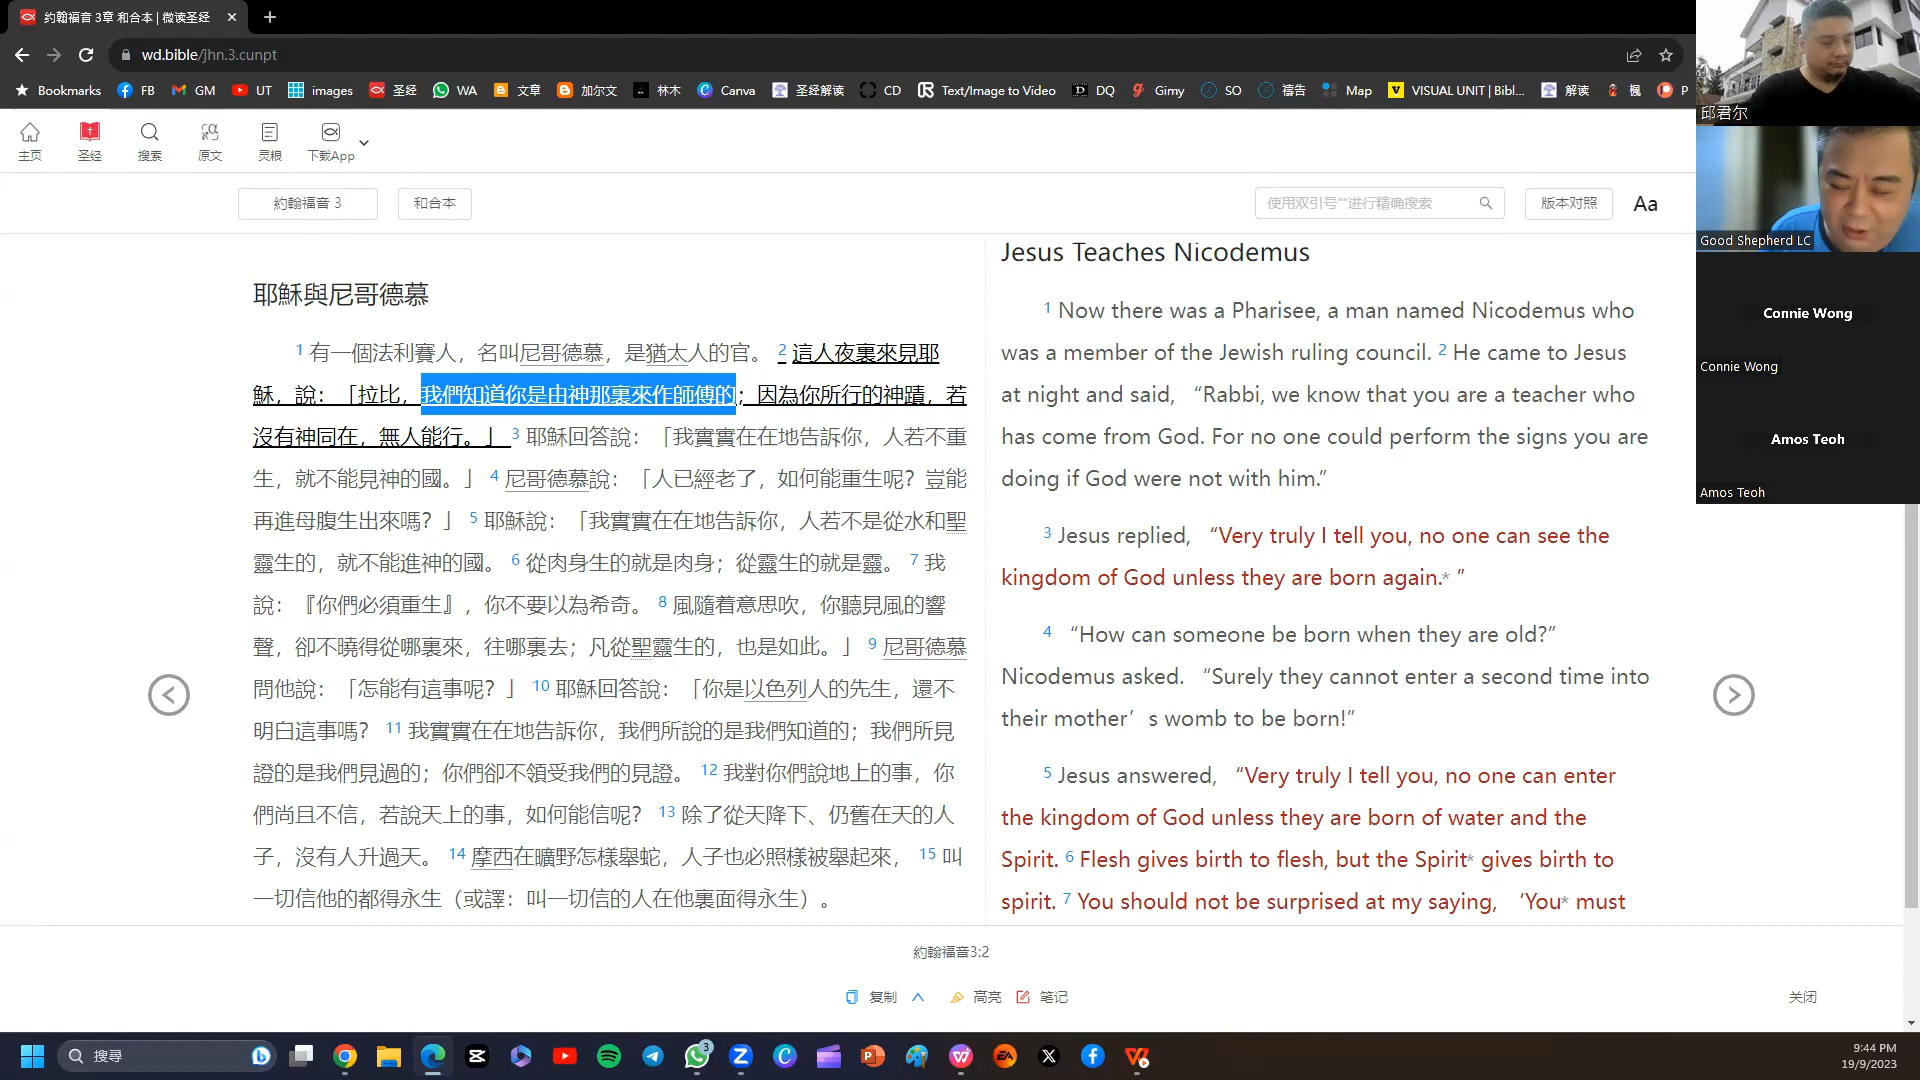 約翰福音 3章 和合本 | 微读圣经
wd.bible/jhn.3.cunpt
Bookmarks FB GM UT images 圣经 WA 文章 加尔文 林木 Canva 圣经解读 CD Text/Image to Video DQ Gimy SO 禱告 Map VISUAL UNIT | Bibl... 解读 楓 P
主页 圣经 搜索 原文 灵粮 下载App
約翰福音 3 和合本 使用双引号""进行精确搜索 版本对照 Aa
耶穌與尼哥德慕
1 有一個法利賽人，名叫尼哥德慕，是猶太人的官。 2 這人夜裏來見耶
穌，說：「拉比，我們知道你是由神那裏來作師傅的；因為你所行的神蹟，若
沒有神同在，無人能行。」 3 耶穌回答說：「我實實在在地告訴你，人若不重
生，就不能見神的國。」 4 尼哥德慕說：「人已經老了，如何能重生呢？豈能
再進母腹生出來嗎？」 5 耶穌說：「我實實在在地告訴你，人若不是從水和聖
靈生的，就不能進神的國。 6 從肉身生的就是肉身；從靈生的就是靈。 7 我
說：『你們必須重生』，你不要以為希奇。 8 風隨着意思吹，你聽見風的響
聲，卻不曉得從哪裏來，往哪裏去；凡從聖靈生的，也是如此。」 9 尼哥德慕
問他說：「怎能有這事呢？」 10 耶穌回答說：「你是以色列人的先生，還不
明白這事嗎？ 11 我實實在在地告訴你，我們所說的是我們知道的；我們所見
證的是我們見過的；你們卻不領受我們的見證。 12 我對你們說地上的事，你
們尚且不信，若說天上的事，如何能信呢？ 13 除了從天降下、仍舊在天的人
子，沒有人升過天。 14 摩西在曠野怎樣舉蛇，人子也必照樣被舉起來， 15 叫
一切信他的都得永生（或譯：叫一切信的人在他裏面得永生）。
Jesus Teaches Nicodemus
1 Now there was a Pharisee, a man named Nicodemus who
was a member of the Jewish ruling council. 2 He came to Jesus
at night and said, “Rabbi, we know that you are a teacher who
has come from God. For no one could perform the signs you are
doing if God were not with him.”
3 Jesus replied, “Very truly I tell you, no one can see the
kingdom of God unless they are born again.* ”
4 “How can someone be born when they are old?”
Nicodemus asked. “Surely they cannot enter a second time into
their mother’s womb to be born!”
5 Jesus answered, “Very truly I tell you, no one can enter
the kingdom of God unless they are born of water and the
Spirit. 6 Flesh gives birth to flesh, but the Spirit* gives birth to
spirit. 7 You should not be surprised at my saying, ‘You* must
約翰福音3:2
复制 高亮 笔记 关闭
邱君尔
Good Shepherd LC
Connie Wong
Connie Wong
Amos Teoh
Amos Teoh
搜尋
3
9:44 PM
19/9/2023